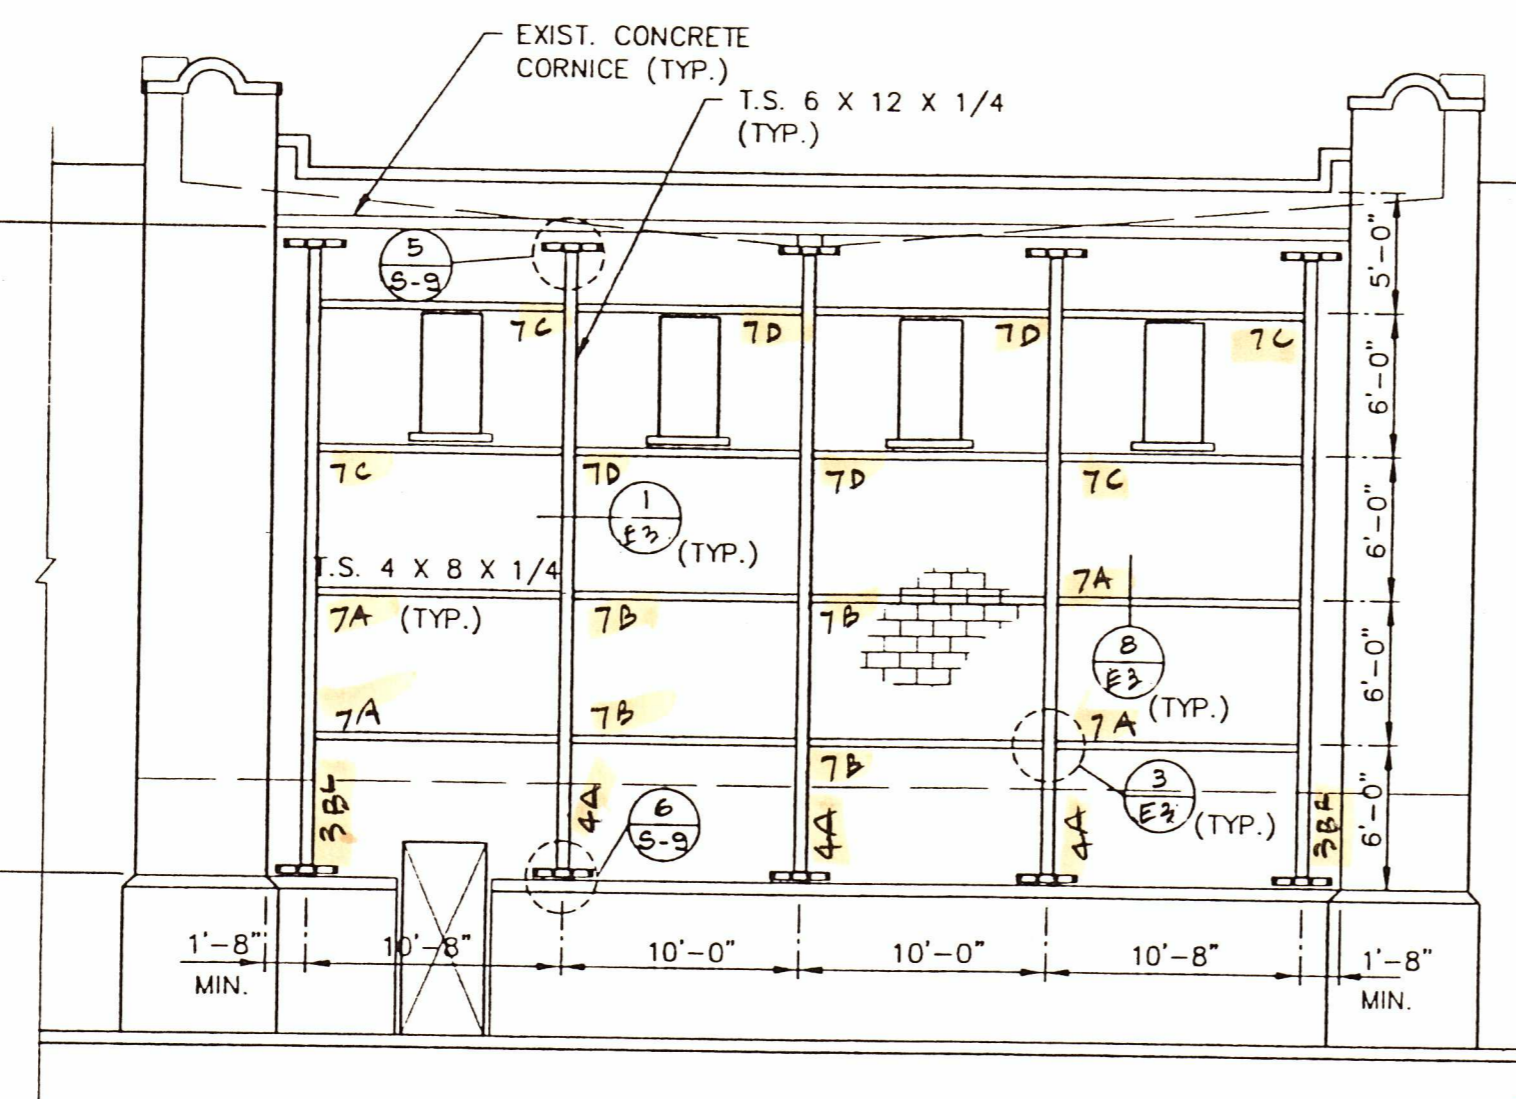 EXIST. CONCRETE
CORNICE (TYP.)
T.S. 6 X 12 X 1/4
(TYP.)
5
S-9
5'-0"
7C
7D
7D
7C
6'-0"
7C
7D
7D
7C
1
E3
(TYP.)
6'-0"
T.S. 4 X 8 X 1/4
(TYP.)
7A
7B
7B
7A
8
E3
(TYP.)
6'-0"
7A
7B
7B
7A
3
E3
(TYP.)
6'-0"
4A
4A
4A
6
S-9
1'-8"
MIN.
10'-8"
10'-0"
10'-0"
10'-8"
1'-8"
MIN.